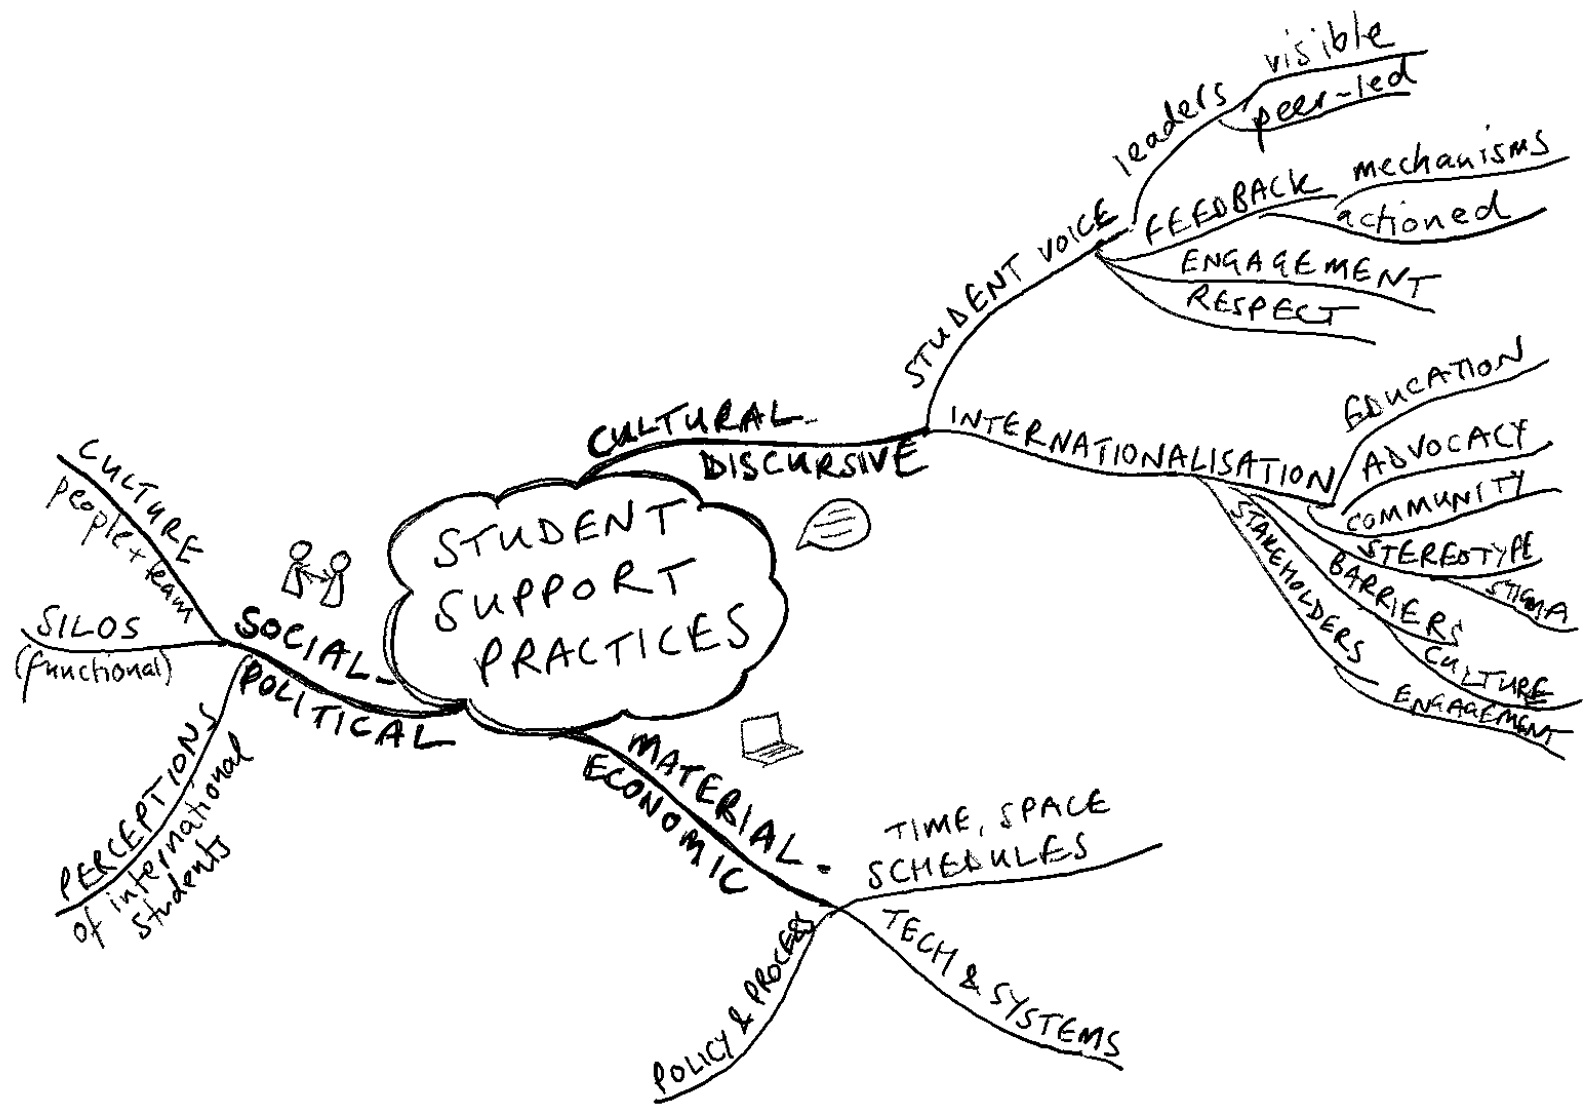 STUDENT
SUPPORT
PRACTICES
CULTURAL-
DISCURSIVE
STUDENT VOICE
leaders
visible
peer-led
FEEDBACK
mechanisms
actioned
ENGAGEMENT
RESPECT
INTERNATIONALISATION
EDUCATION
ADVOCACY
COMMUNITY
STEREOTYPE
STIGMA
BARRIERS
CULTURE
STAKEHOLDERS
ENGAGEMENT
MATERIAL-
ECONOMIC
TIME, SPACE
SCHEDULES
TECH & SYSTEMS
POLICY & PROCESS
SOCIAL-
POLITICAL
CULTURE
people + team
SILOS
(functional)
PERCEPTIONS
of international
students